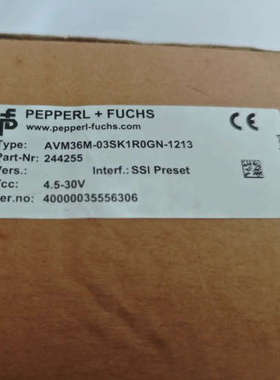 PEPPERL + FUCHS
www.pepperl-fuchs.com
Type: AVM36M-03SK1R0GN-1213
Part-Nr: 244255
Vers.: Interf.: SSI Preset
Vcc: 4.5-30V
er.no: 40000035556306
CE